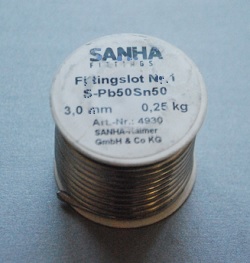 SANHA
FITTINGS
Fittingslot Nr.1
S-Pb50Sn50
3,0 mm 0,25 kg
Art.-Nr.: 4930
SANHA-Kaimer
GmbH & Co KG